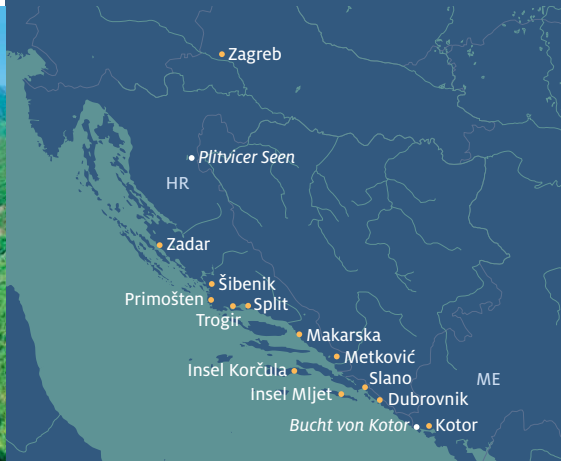 Zagreb
Plitvicer Seen
HR
Zadar
Šibenik
Primošten
Split
Trogir
Makarska
Metković
Insel Korčula
Slano
ME
Insel Mljet
Dubrovnik
Bucht von Kotor
Kotor